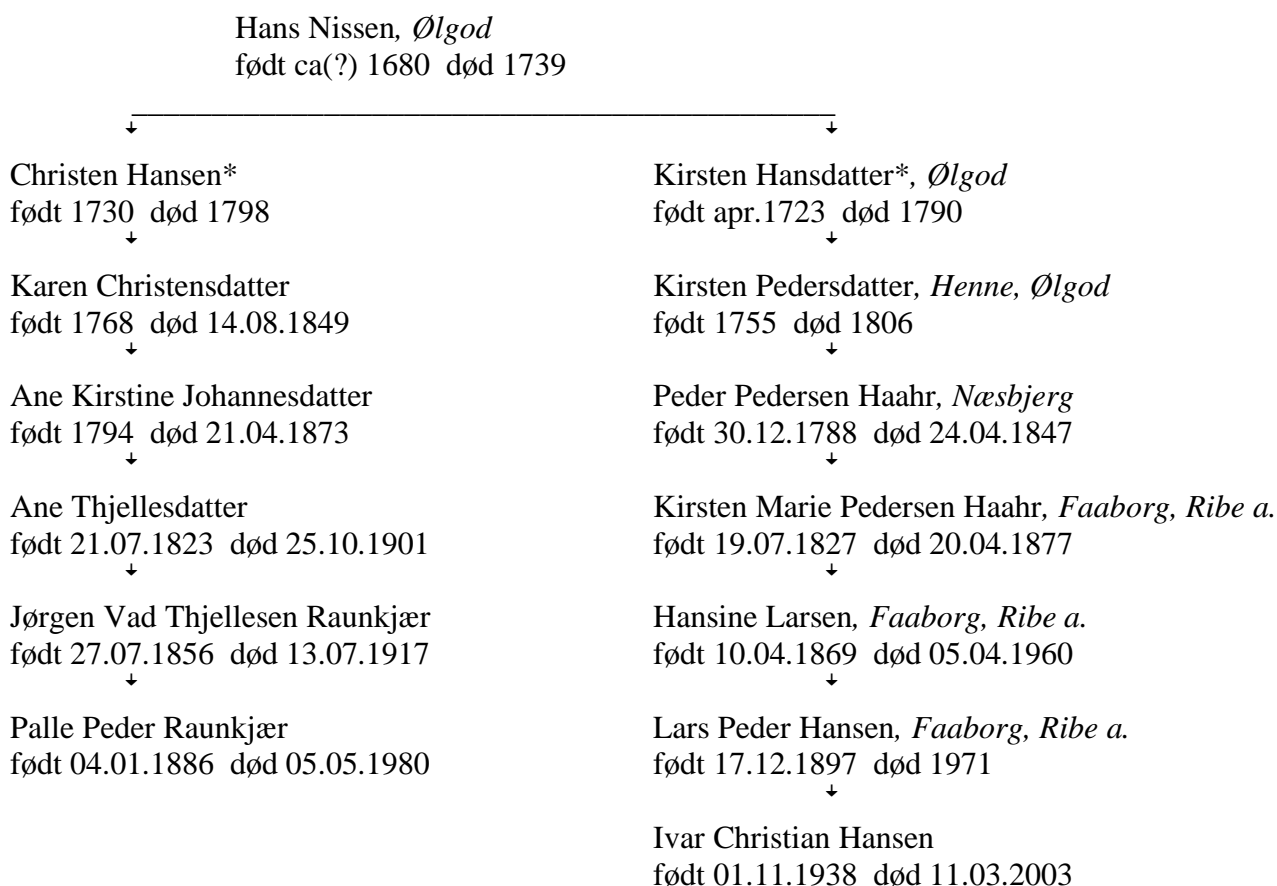 Hans Nissen, Ølgod
født ca(?) 1680  død 1739
Christen Hansen*
født 1730  død 1798
Karen Christensdatter
født 1768  død 14.08.1849
Ane Kirstine Johannesdatter
født 1794  død 21.04.1873
Ane Thjellesdatter
født 21.07.1823  død 25.10.1901
Jørgen Vad Thjellesen Raunkjær
født 27.07.1856  død 13.07.1917
Palle Peder Raunkjær
født 04.01.1886  død 05.05.1980
Kirsten Hansdatter*, Ølgod
født apr.1723  død 1790
Kirsten Pedersdatter, Henne, Ølgod
født 1755  død 1806
Peder Pedersen Haahr, Næsbjerg
født 30.12.1788  død 24.04.1847
Kirsten Marie Pedersen Haahr, Faaborg, Ribe a.
født 19.07.1827  død 20.04.1877
Hansine Larsen, Faaborg, Ribe a.
født 10.04.1869  død 05.04.1960
Lars Peder Hansen, Faaborg, Ribe a.
født 17.12.1897  død 1971
Ivar Christian Hansen
født 01.11.1938  død 11.03.2003